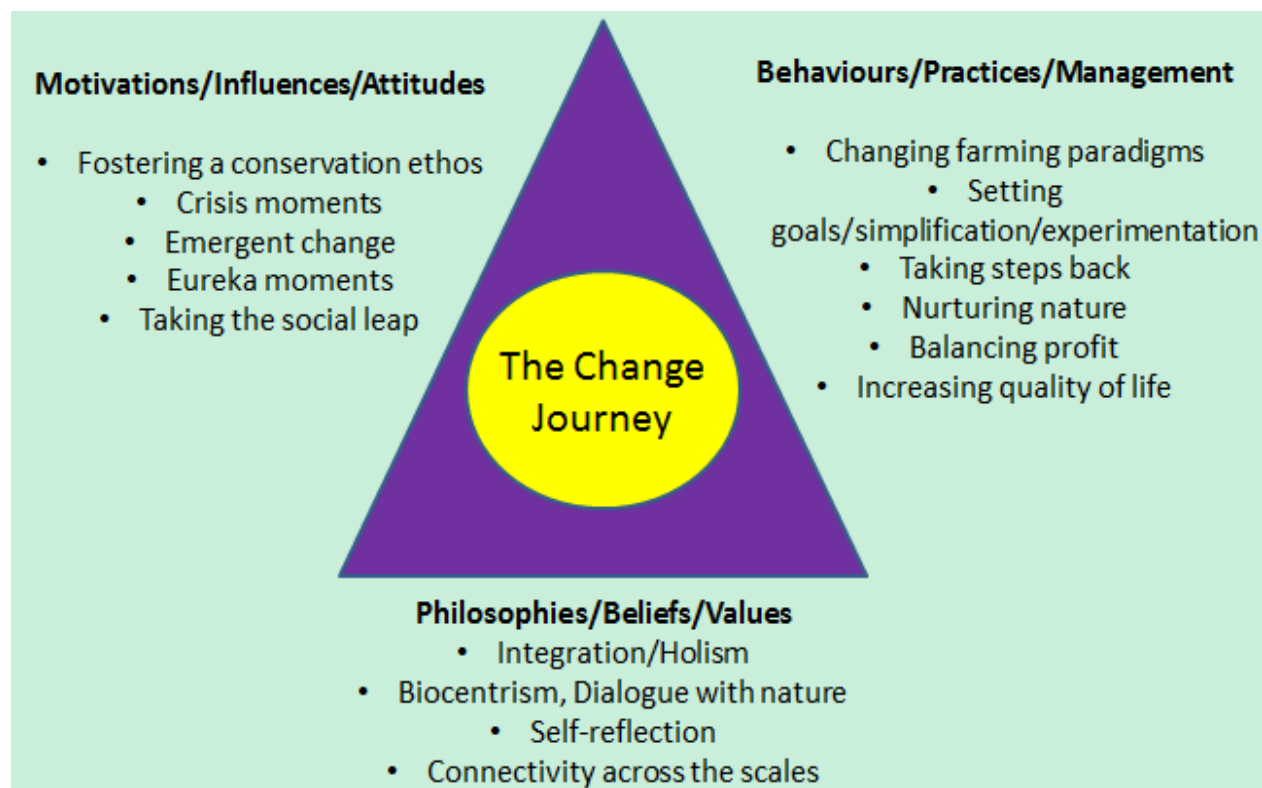 Motivations/Influences/Attitudes
• Fostering a conservation ethos
• Crisis moments
• Emergent change
• Eureka moments
• Taking the social leap
Behaviours/Practices/Management
• Changing farming paradigms
• Setting
goals/simplification/experimentation
• Taking steps back
• Nurturing nature
• Balancing profit
• Increasing quality of life
The Change
Journey
Philosophies/Beliefs/Values
• Integration/Holism
• Biocentrism, Dialogue with nature
• Self-reflection
• Connectivity across the scales